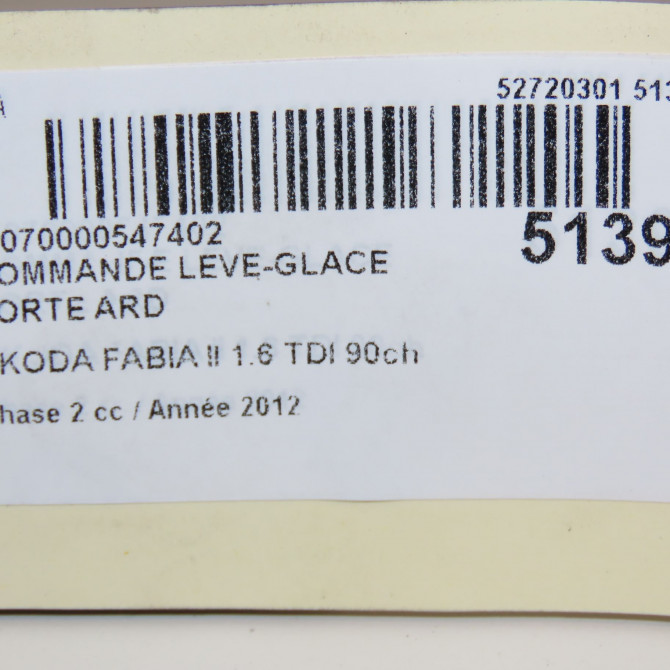 52720301 513
070000547402
5139
OMMANDE LEVE-GLACE
ORTE ARD
KODA FABIA II 1.6 TDI 90ch
hase 2 cc / Année 2012